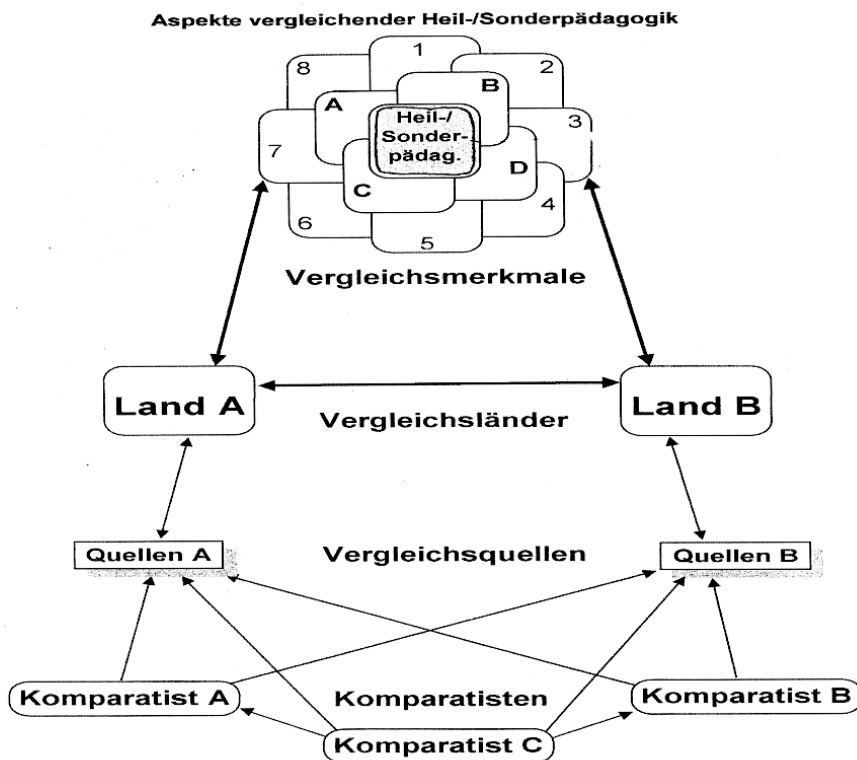 Aspekte vergleichender Heil-/Sonderpädagogik
1
8
2
A
B
Heil-/
Sonder-
pädag.
3
7
C
D
6
4
5
Vergleichsmerkmale
Land A
Land B
Vergleichsländer
Quellen A
Vergleichsquellen
Quellen B
Komparatist A
Komparatisten
Komparatist B
Komparatist C